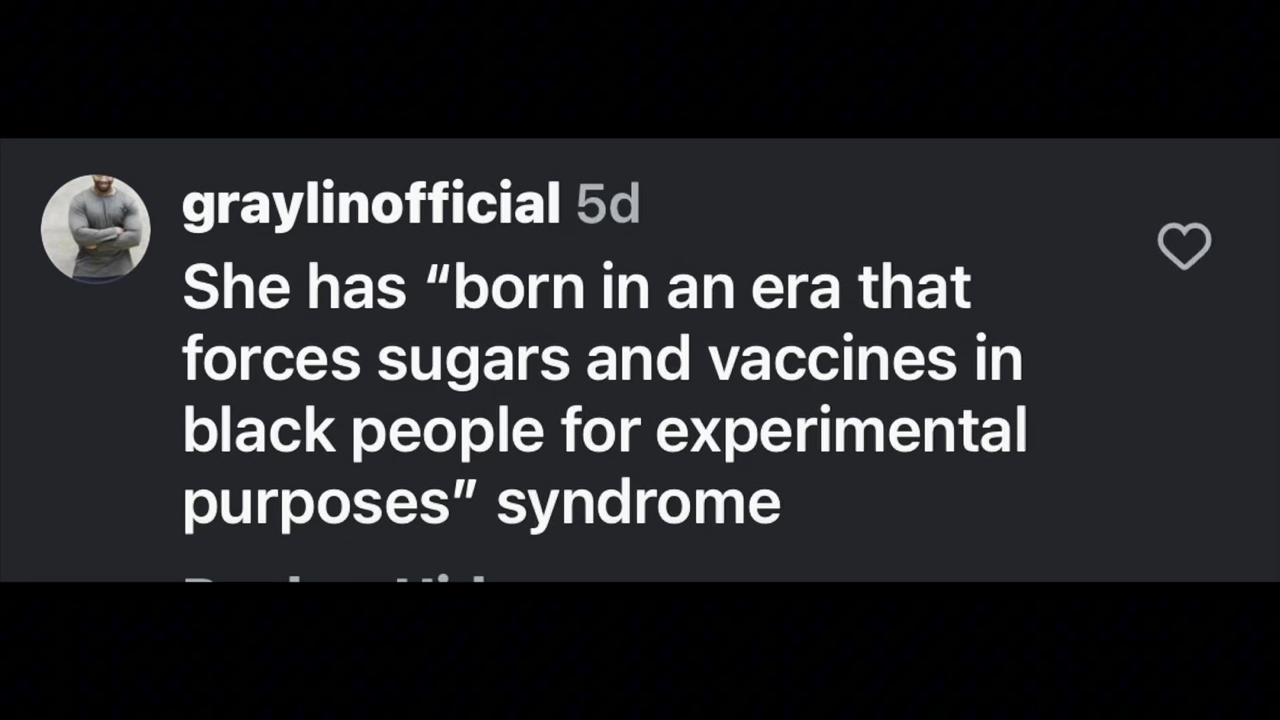 graylinofficial 5d
She has “born in an era that
forces sugars and vaccines in
black people for experimental
purposes” syndrome